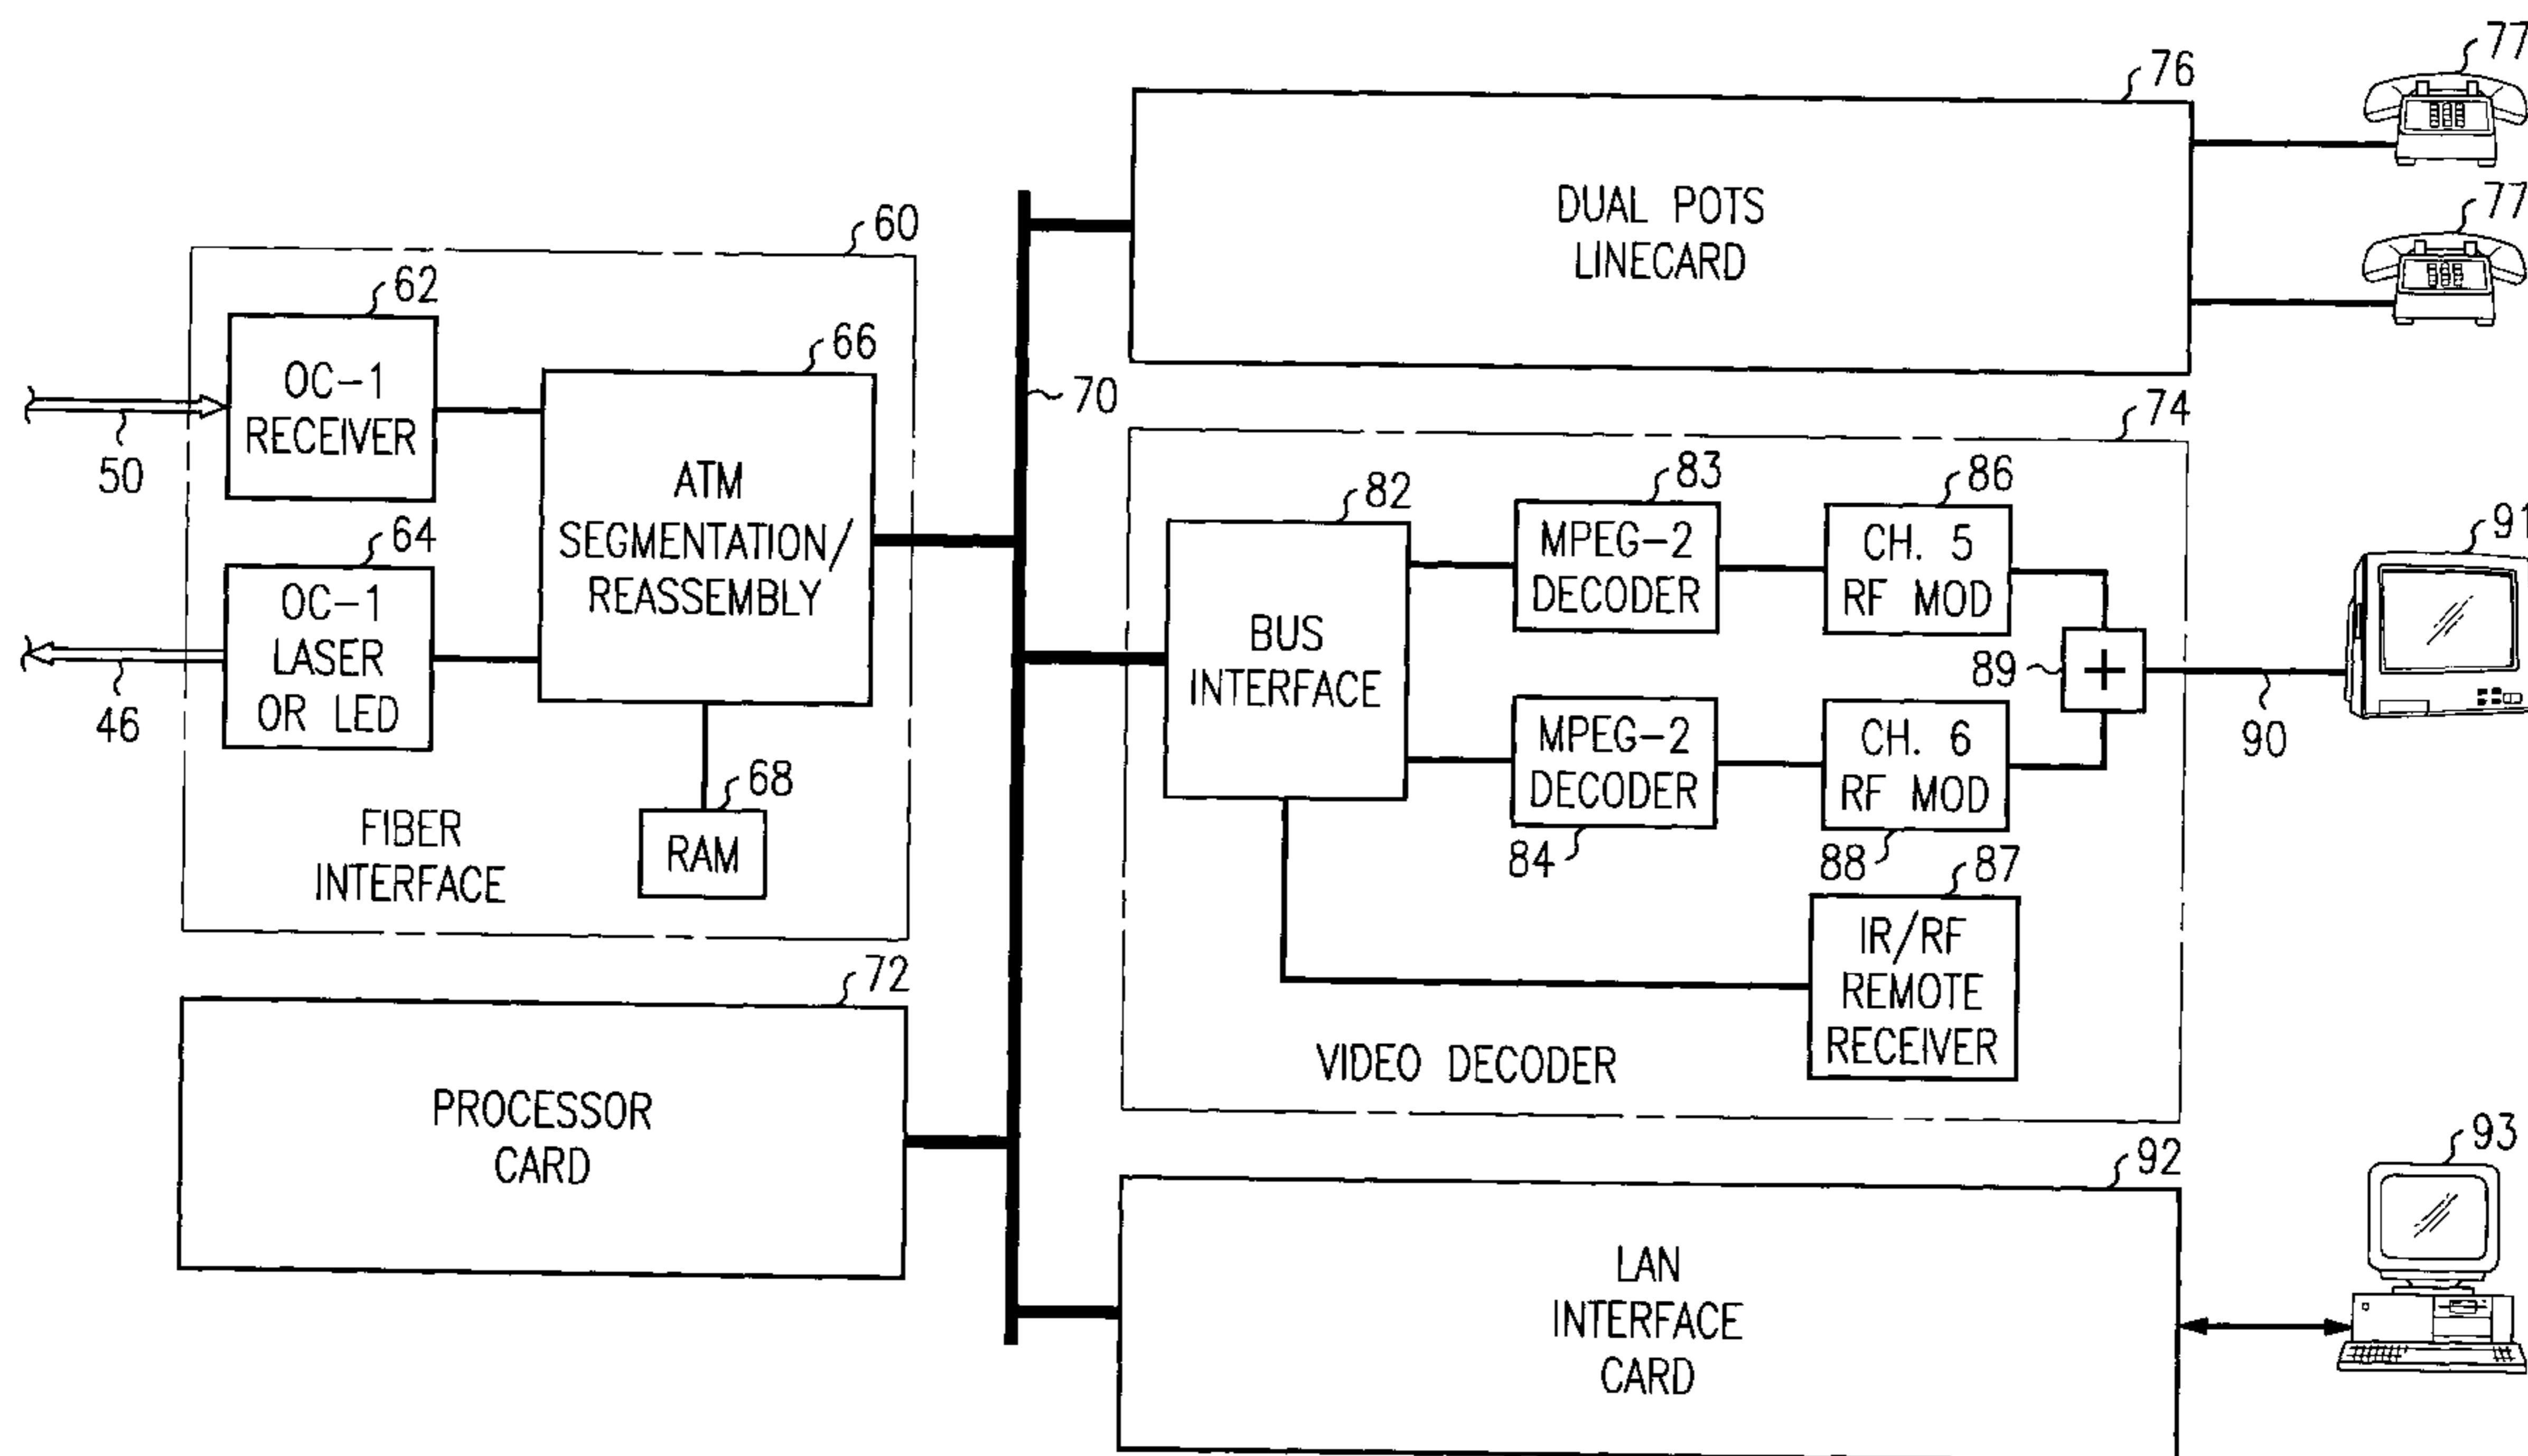 77
76
DUAL POTS
LINECARD
77
60
62
OC-1
RECEIVER
66
ATM
SEGMENTATION/
REASSEMBLY
50
64
OC-1
LASER
OR LED
46
68
RAM
FIBER
INTERFACE
70
74
82
BUS
INTERFACE
83
MPEG-2
DECODER
86
CH. 5
RF MOD
89
+
90
91
MPEG-2
DECODER
84
CH. 6
RF MOD
88
87
IR/RF
REMOTE
RECEIVER
VIDEO DECODER
72
PROCESSOR
CARD
92
LAN
INTERFACE
CARD
93